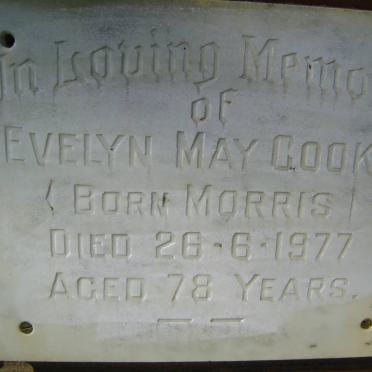 In Loving Memo
of
EVELYN MAY COOK
( BORN MORRIS )
DIED 26-6-1977
AGED 78 YEARS.